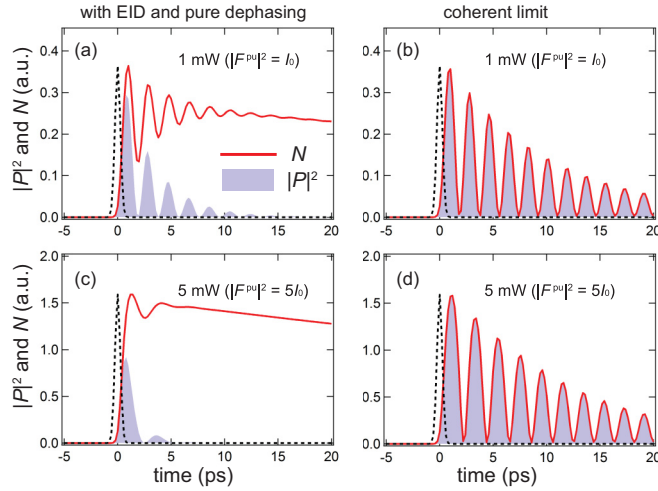 with EID and pure dephasing
coherent limit
(a)
1 mW (|F^pu|² = I₀)
|P|² and N (a.u.)
0.4
0.3
0.2
0.1
0.0
N
|P|²
-5 0 5 10 15 20
(b)
1 mW (|F^pu|² = I₀)
0.4
0.3
0.2
0.1
0.0
-5 0 5 10 15 20
(c)
5 mW (|F^pu|² = 5I₀)
|P|² and N (a.u.)
2.0
1.5
1.0
0.5
0.0
-5 0 5 10 15 20
time (ps)
(d)
5 mW (|F^pu|² = 5I₀)
2.0
1.5
1.0
0.5
0.0
-5 0 5 10 15 20
time (ps)